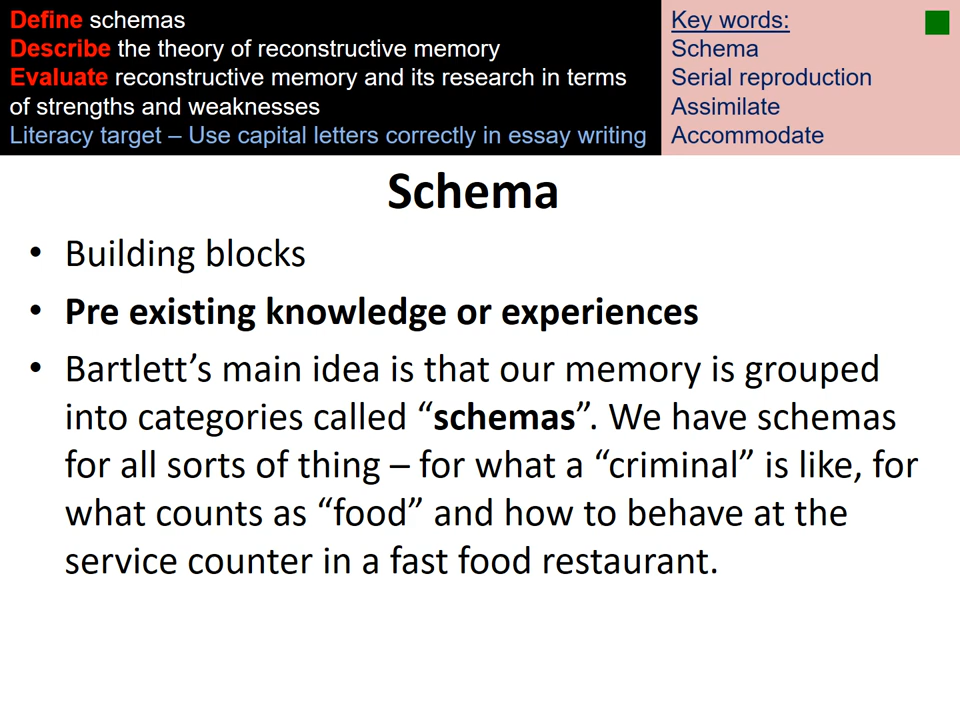 Define schemas
Describe the theory of reconstructive memory
Evaluate reconstructive memory and its research in terms
of strengths and weaknesses
Literacy target – Use capital letters correctly in essay writing
Key words:
Schema
Serial reproduction
Assimilate
Accommodate
Schema
• Building blocks
• Pre existing knowledge or experiences
• Bartlett’s main idea is that our memory is grouped
into categories called “schemas”. We have schemas
for all sorts of thing – for what a “criminal” is like, for
what counts as “food” and how to behave at the
service counter in a fast food restaurant.